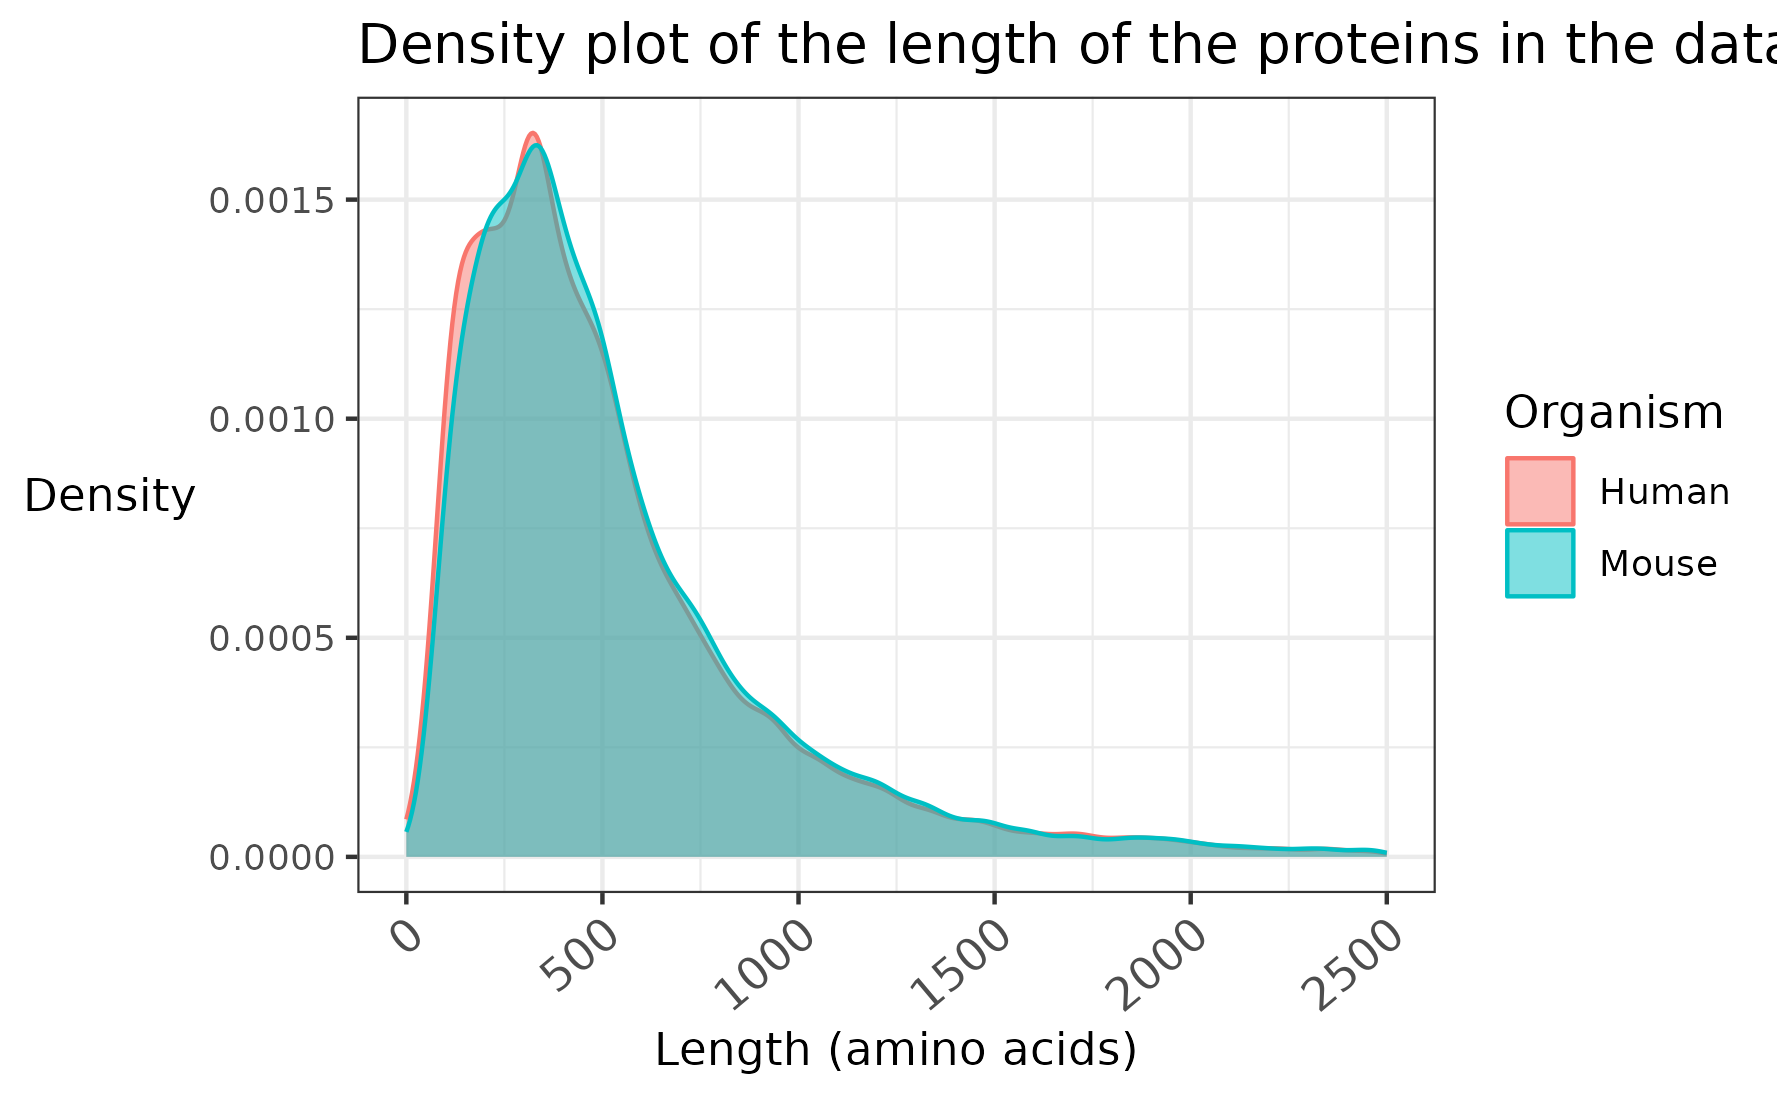 Density plot of the length of the proteins in the data
0.0015
0.0010
0.0005
0.0000
Density
0
500
1000
1500
2000
2500
Length (amino acids)
Organism
Human
Mouse